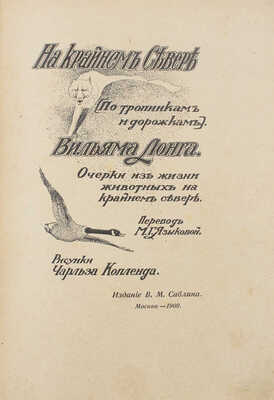 На крайнемъ Сѣверѣ
(По тропинкамъ
и дорожкамъ).
Вильяма Лонга.
Очерки изъ жизни
животныхъ на
крайнемъ сѣверѣ.
Переводъ
М.Г. Языковой.
Рисунки
Чарльза Копленда.
Изданіе В. М. Саблина.
Москва — 1909.